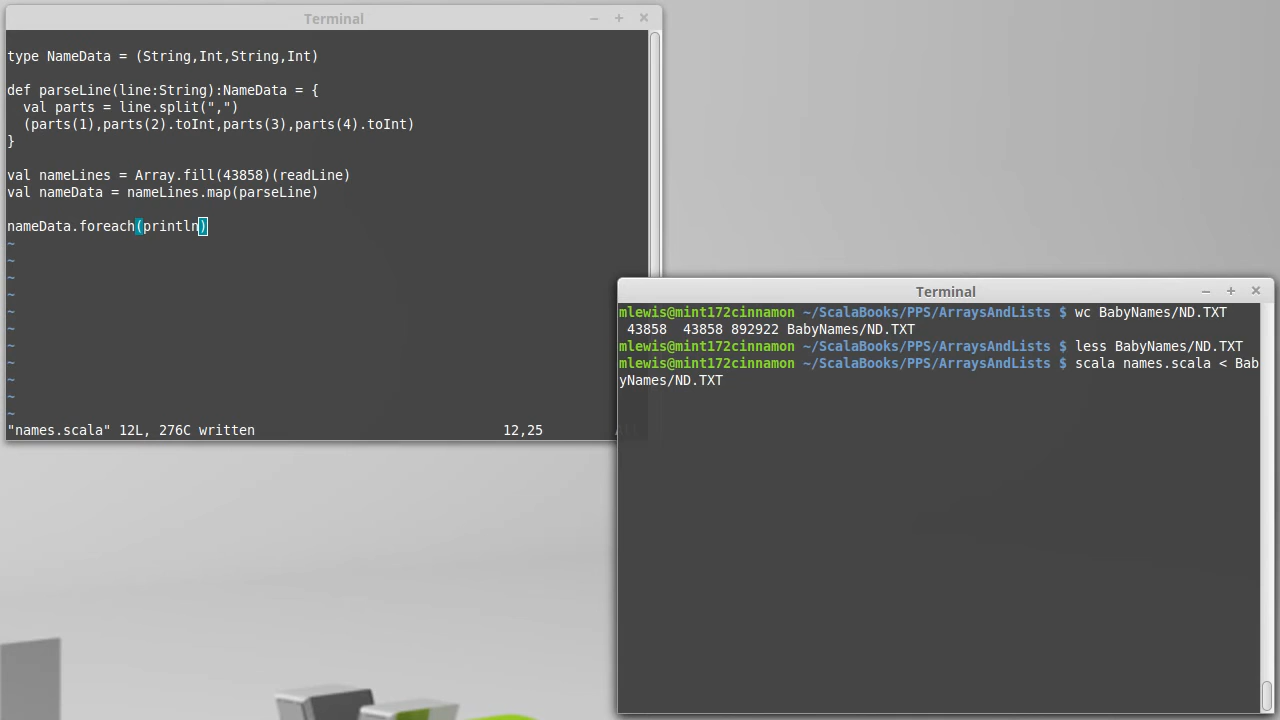 Terminal
type NameData = (String,Int,String,Int)
def parseLine(line:String):NameData = {
  val parts = line.split(",")
  (parts(1),parts(2).toInt,parts(3),parts(4).toInt)
}
val nameLines = Array.fill(43858)(readLine)
val nameData = nameLines.map(parseLine)
nameData.foreach(println)
~
~
~
~
~
~
~
~
~
~
~
"names.scala" 12L, 276C written 12,25
Terminal
mlewis@mint172cinnamon ~/ScalaBooks/PPS/ArraysAndLists $ wc BabyNames/ND.TXT
 43858  43858 892922 BabyNames/ND.TXT
mlewis@mint172cinnamon ~/ScalaBooks/PPS/ArraysAndLists $ less BabyNames/ND.TXT
mlewis@mint172cinnamon ~/ScalaBooks/PPS/ArraysAndLists $ scala names.scala < Bab
yNames/ND.TXT